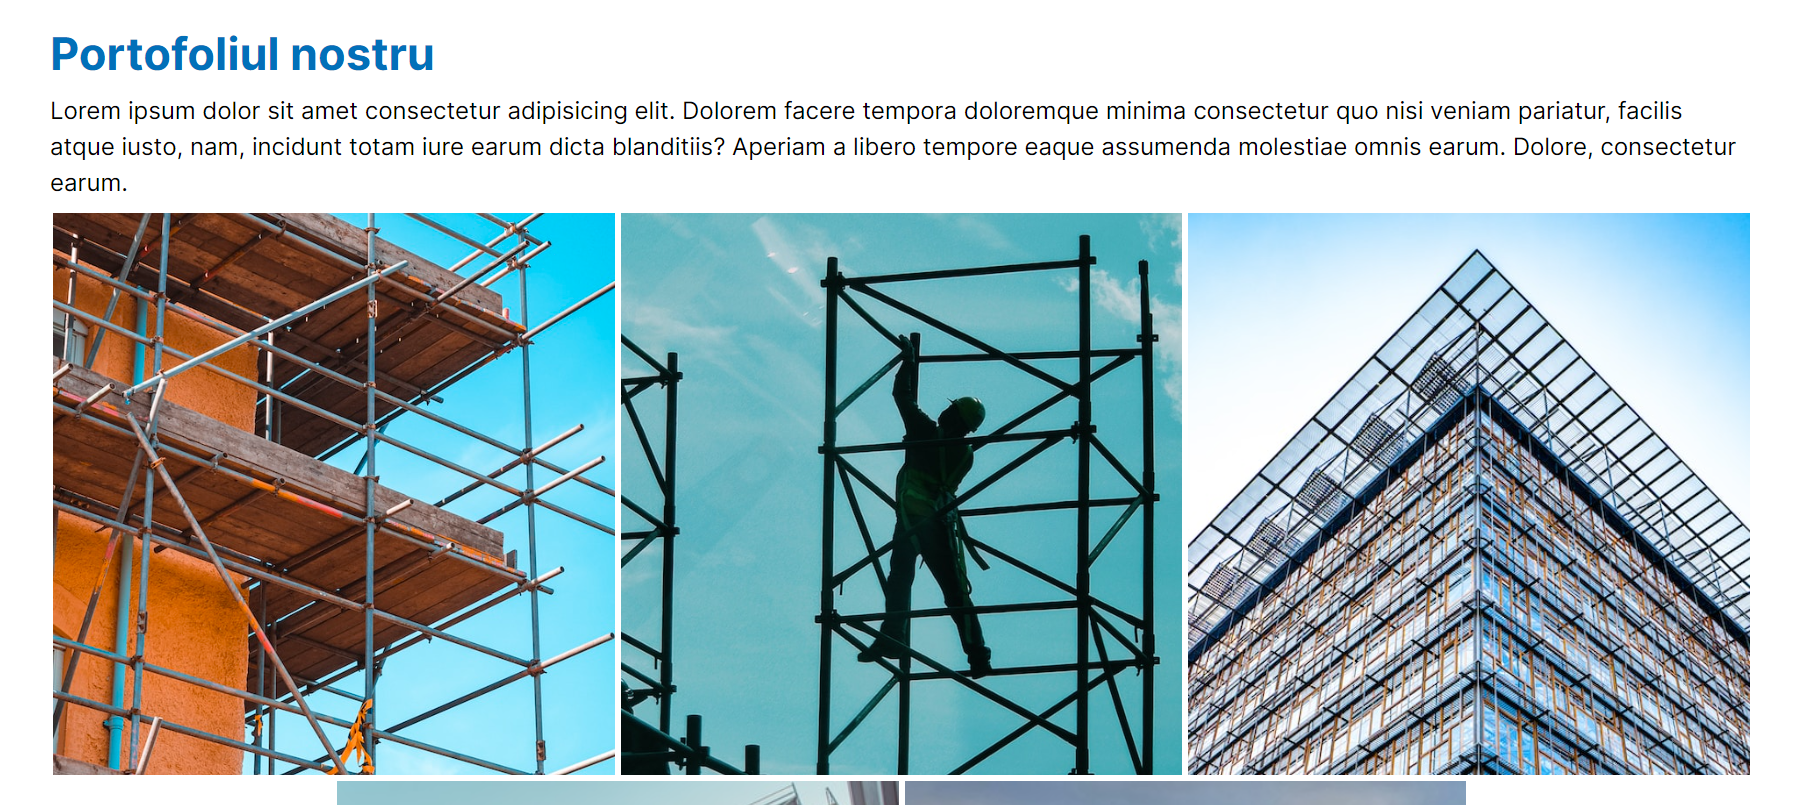 Portofoliul nostru
Lorem ipsum dolor sit amet consectetur adipisicing elit. Dolorem facere tempora doloremque minima consectetur quo nisi veniam pariatur, facilis
atque iusto, nam, incidunt totam iure earum dicta blanditiis? Aperiam a libero tempore eaque assumenda molestiae omnis earum. Dolore, consectetur
earum.